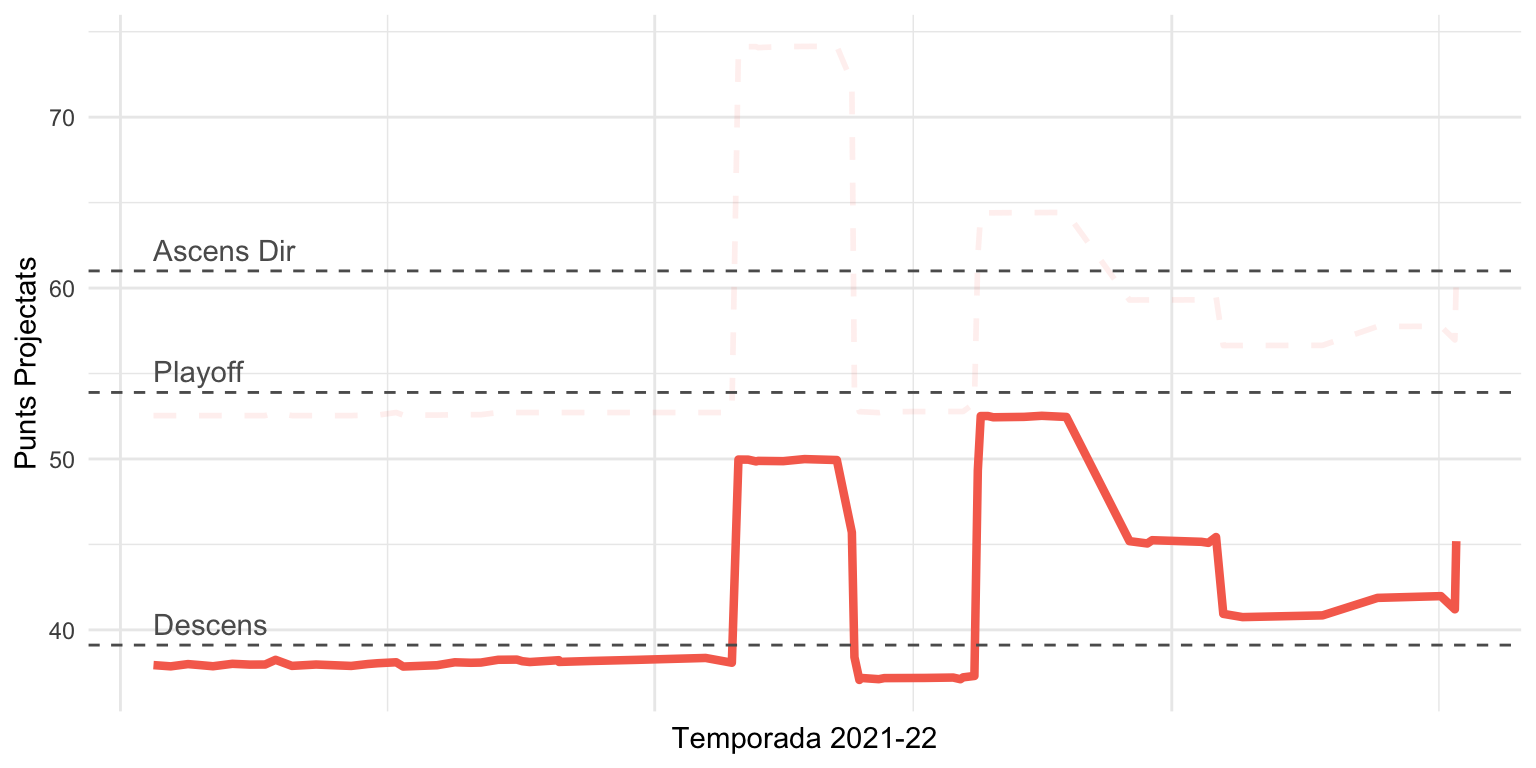 70
60
50
40
Ascens Dir
Playoff
Descens
Punts Projectats
Temporada 2021-22